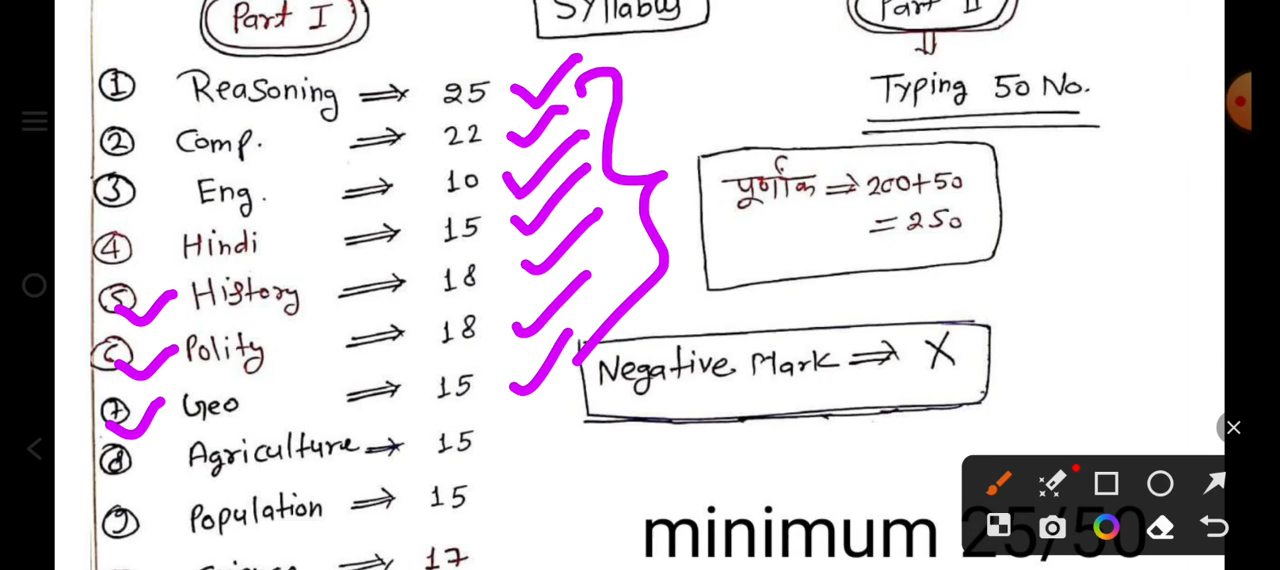 Part I
Syllabus
Part II
Typing 50 No.
① Reasoning ⇒ 25
② Comp. ⇒ 22
③ Eng. ⇒ 10
④ Hindi ⇒ 15
⑤ History ⇒ 18
⑥ Polity ⇒ 18
⑦ Geo ⇒ 15
⑧ Agriculture → 15
⑨ Population ⇒ 15
⇒ 17
पूर्णांक ⇒ 200+50
= 250
Negative Mark ⇒ X
minimum 25/50